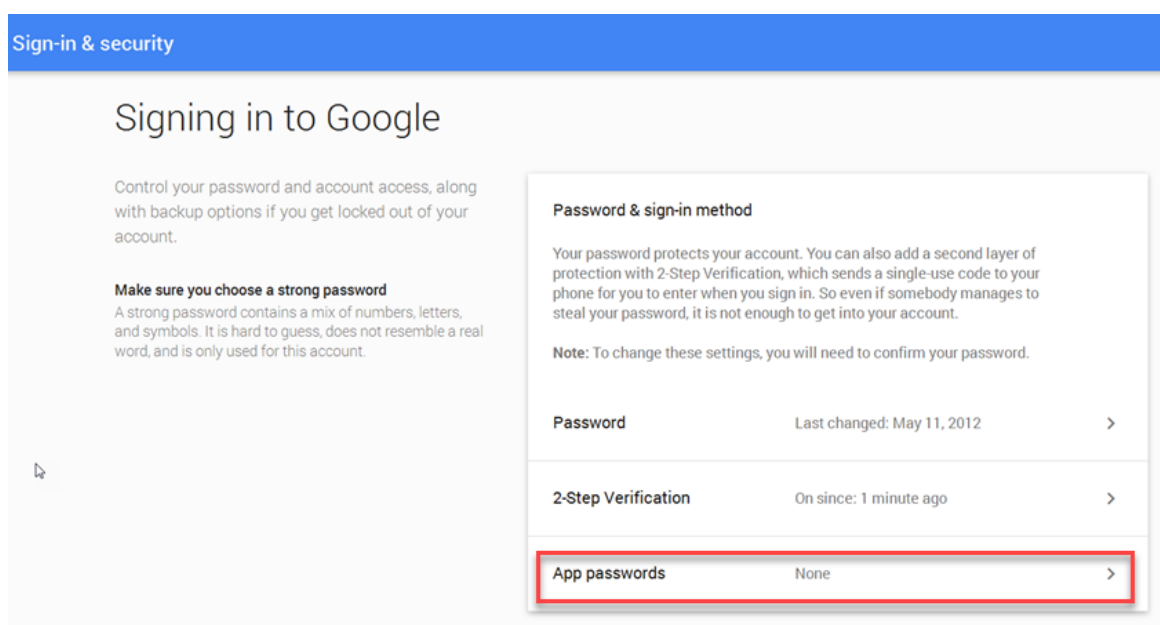 Sign-in & security
Signing in to Google
Control your password and account access, along
with backup options if you get locked out of your
account.
Make sure you choose a strong password
A strong password contains a mix of numbers, letters,
and symbols. It is hard to guess, does not resemble a real
word, and is only used for this account.
Password & sign-in method
Your password protects your account. You can also add a second layer of
protection with 2-Step Verification, which sends a single-use code to your
phone for you to enter when you sign in. So even if somebody manages to
steal your password, it is not enough to get into your account.
Note: To change these settings, you will need to confirm your password.
Password Last changed: May 11, 2012
2-Step Verification On since: 1 minute ago
App passwords None